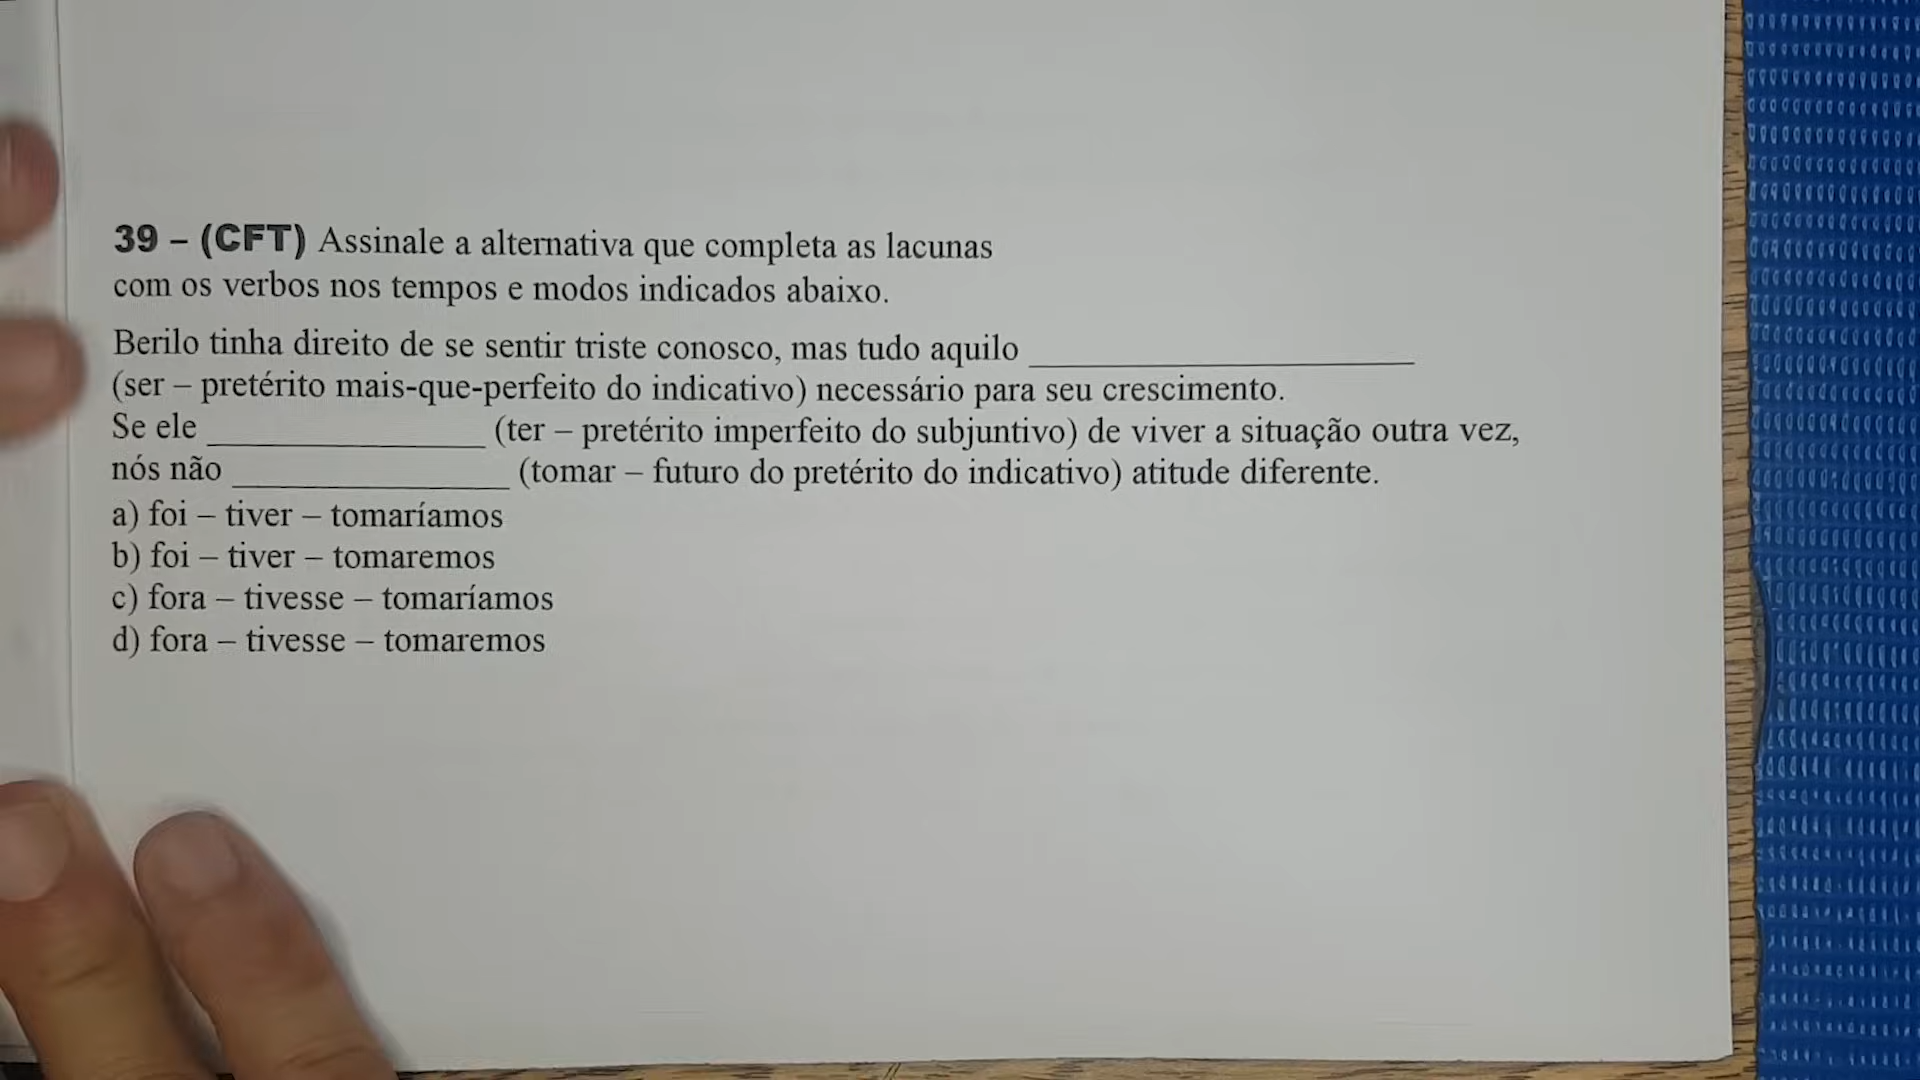 39 – (CFT) Assinale a alternativa que completa as lacunas
com os verbos nos tempos e modos indicados abaixo.
Berilo tinha direito de se sentir triste conosco, mas tudo aquilo ____________________
(ser – pretérito mais-que-perfeito do indicativo) necessário para seu crescimento.
Se ele _______________ (ter – pretérito imperfeito do subjuntivo) de viver a situação outra vez,
nós não _______________ (tomar – futuro do pretérito do indicativo) atitude diferente.
a) foi – tiver – tomaríamos
b) foi – tiver – tomaremos
c) fora – tivesse – tomaríamos
d) fora – tivesse – tomaremos